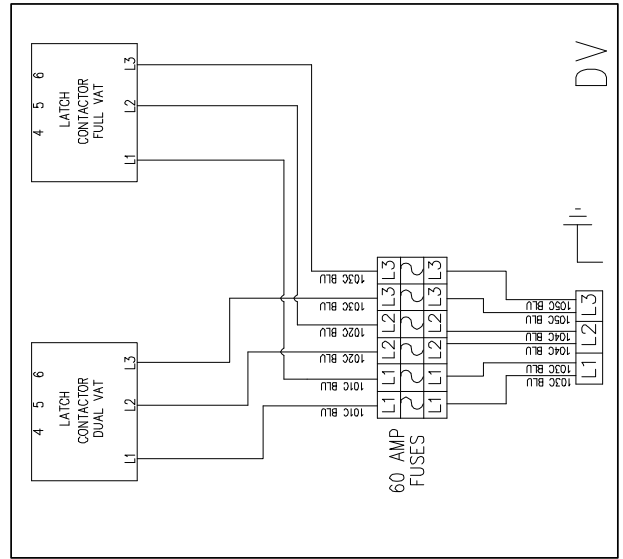 4 5 6
LATCH
CONTACTOR
DUAL VAT
L1 L2 L3
4 5 6
LATCH
CONTACTOR
FULL VAT
L1 L2 L3
101C BLU
101C BLU
102C BLU
102C BLU
103C BLU
103C BLU
60 AMP
FUSES
L1 L1 L2 L2 L3 L3
L1 L1 L2 L2 L3 L3
103C BLU
103C BLU
104C BLU
104C BLU
105C BLU
105C BLU
L1 L2 L3
DV